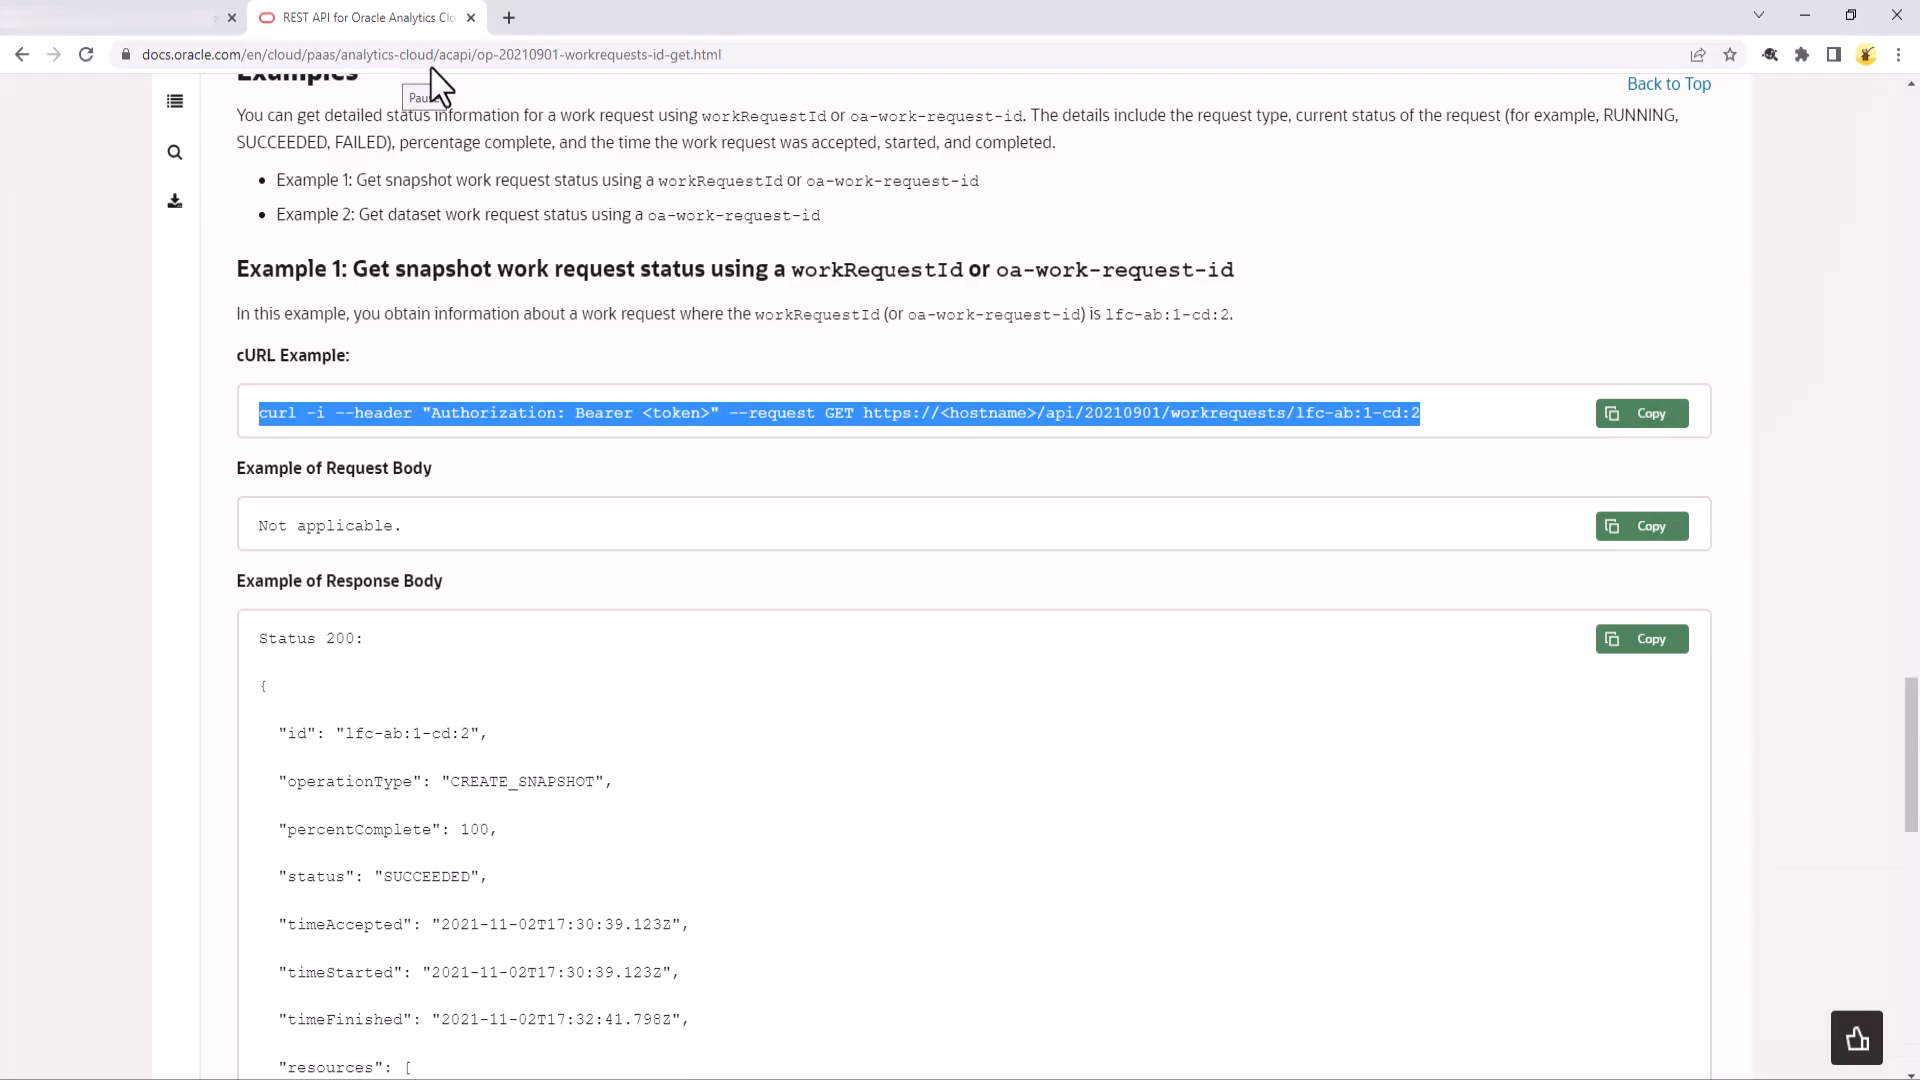 REST API for Oracle Analytics Clo
docs.oracle.com/en/cloud/paas/analytics-cloud/acapi/op-20210901-workrequests-id-get.html
Examples
Back to Top
You can get detailed status information for a work request using workRequestId or oa-work-request-id. The details include the request type, current status of the request (for example, RUNNING,
SUCCEEDED, FAILED), percentage complete, and the time the work request was accepted, started, and completed.
• Example 1: Get snapshot work request status using a workRequestId or oa-work-request-id
• Example 2: Get dataset work request status using a oa-work-request-id
Example 1: Get snapshot work request status using a workRequestId or oa-work-request-id
In this example, you obtain information about a work request where the workRequestId (or oa-work-request-id) is lfc-ab:1-cd:2.
cURL Example:
curl -i --header "Authorization: Bearer <token>" --request GET https://<hostname>/api/20210901/workrequests/lfc-ab:1-cd:2
Copy
Example of Request Body
Not applicable.
Copy
Example of Response Body
Status 200:
Copy
{
"id": "lfc-ab:1-cd:2",
"operationType": "CREATE_SNAPSHOT",
"percentComplete": 100,
"status": "SUCCEEDED",
"timeAccepted": "2021-11-02T17:30:39.123Z",
"timeStarted": "2021-11-02T17:30:39.123Z",
"timeFinished": "2021-11-02T17:32:41.798Z",
"resources": [